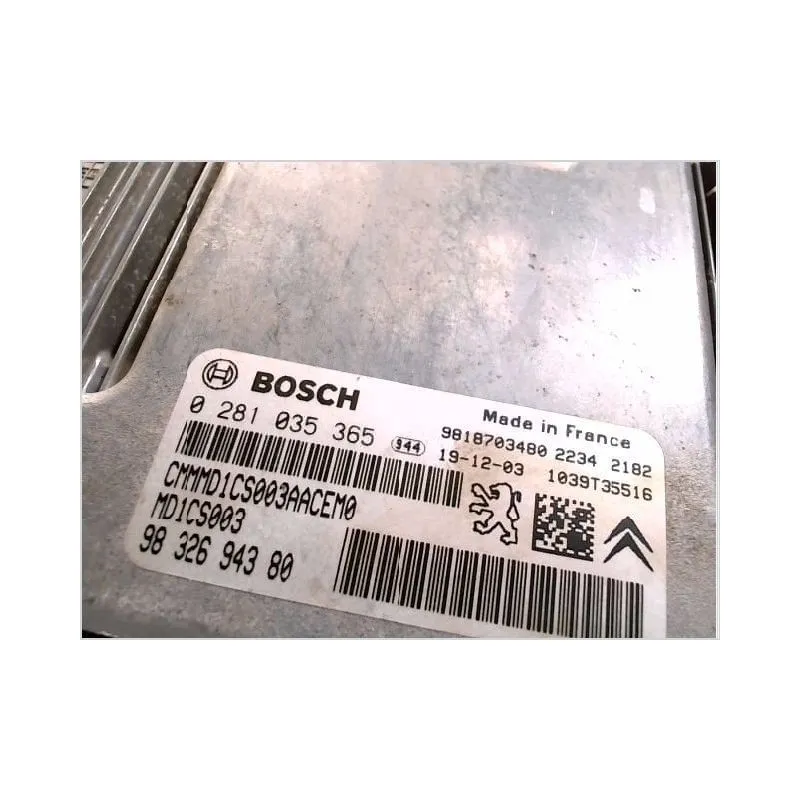 BOSCH
Made in France
0 281 035 365 944
9818703480 2234 2182
19-12-03 1039T35516
CMMMD1CS003AACEM0
MD1CS003
98 326 943 80